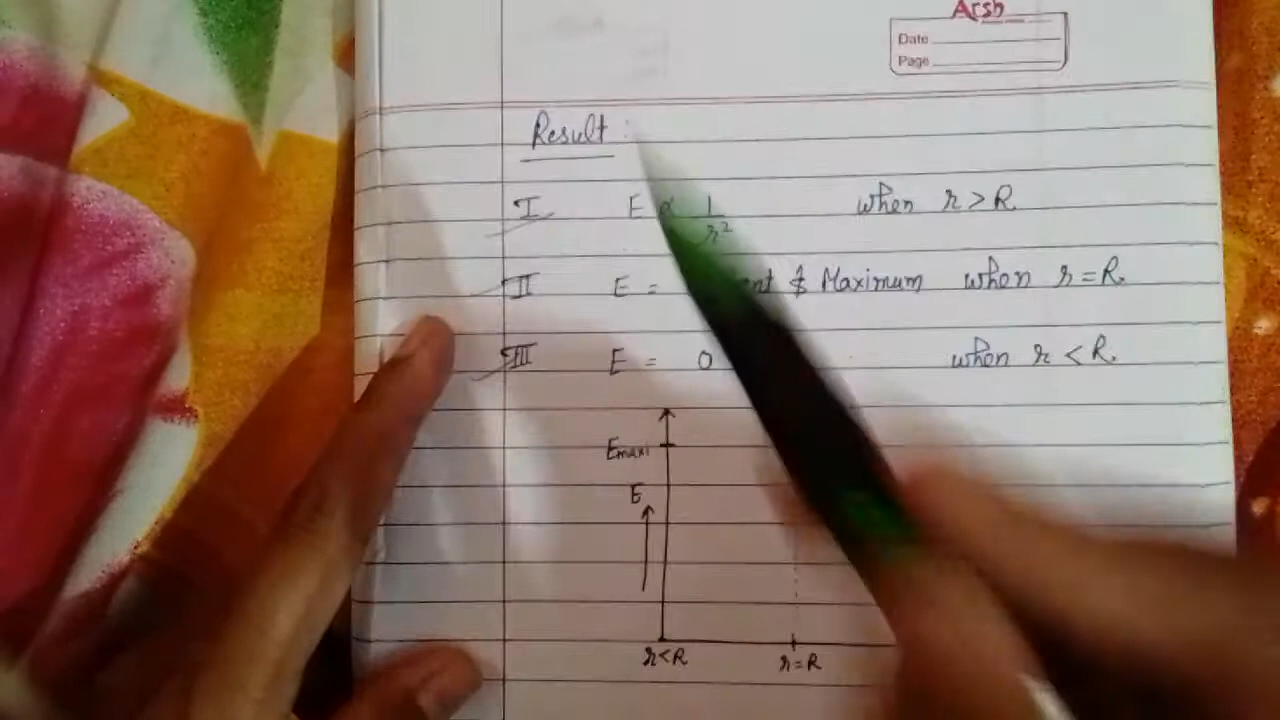 Arsh
Date
Page
Result :
I E ∝ 1/r² when r > R
II E = & Maximum when r = R
III E = 0 when r < R
Emaxi
E
r < R r = R